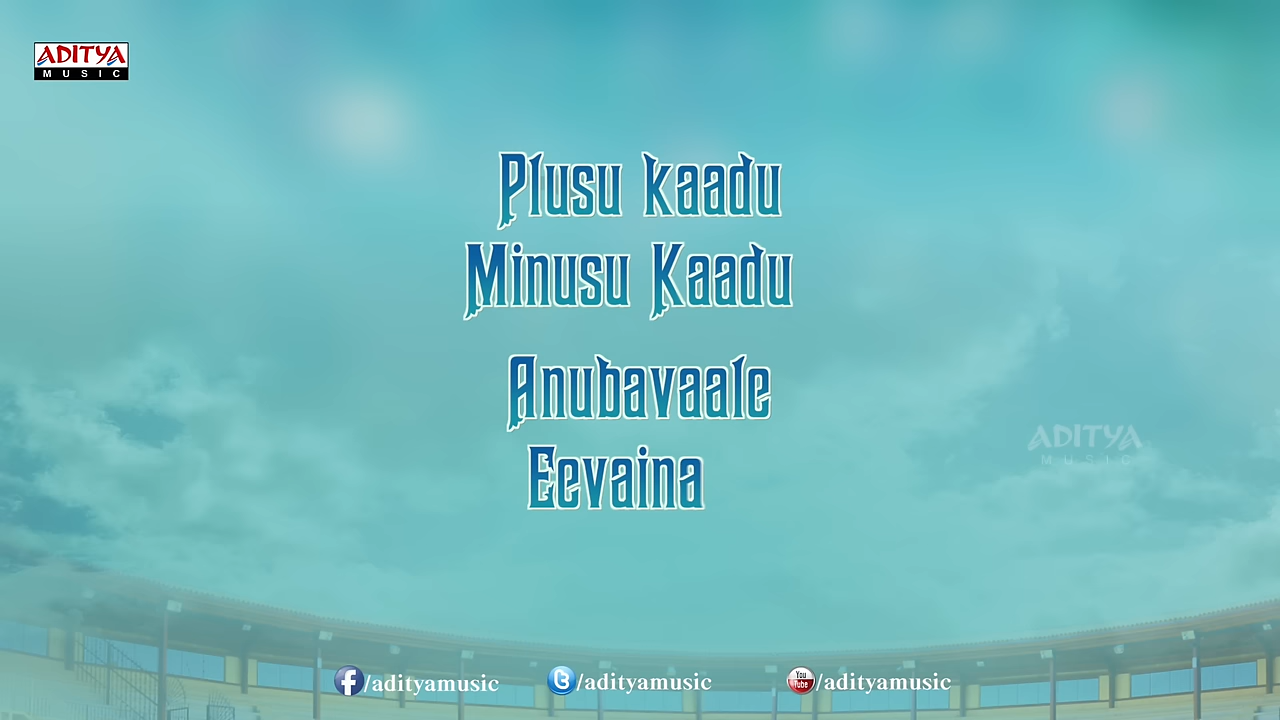 ADITYA
MUSIC
Plusu kaadu
Minusu Kaadu
Anubavaale
Eevaina
ADITYA
MUSIC
/adityamusic
You Tube
/adityamusic
/adityamusic